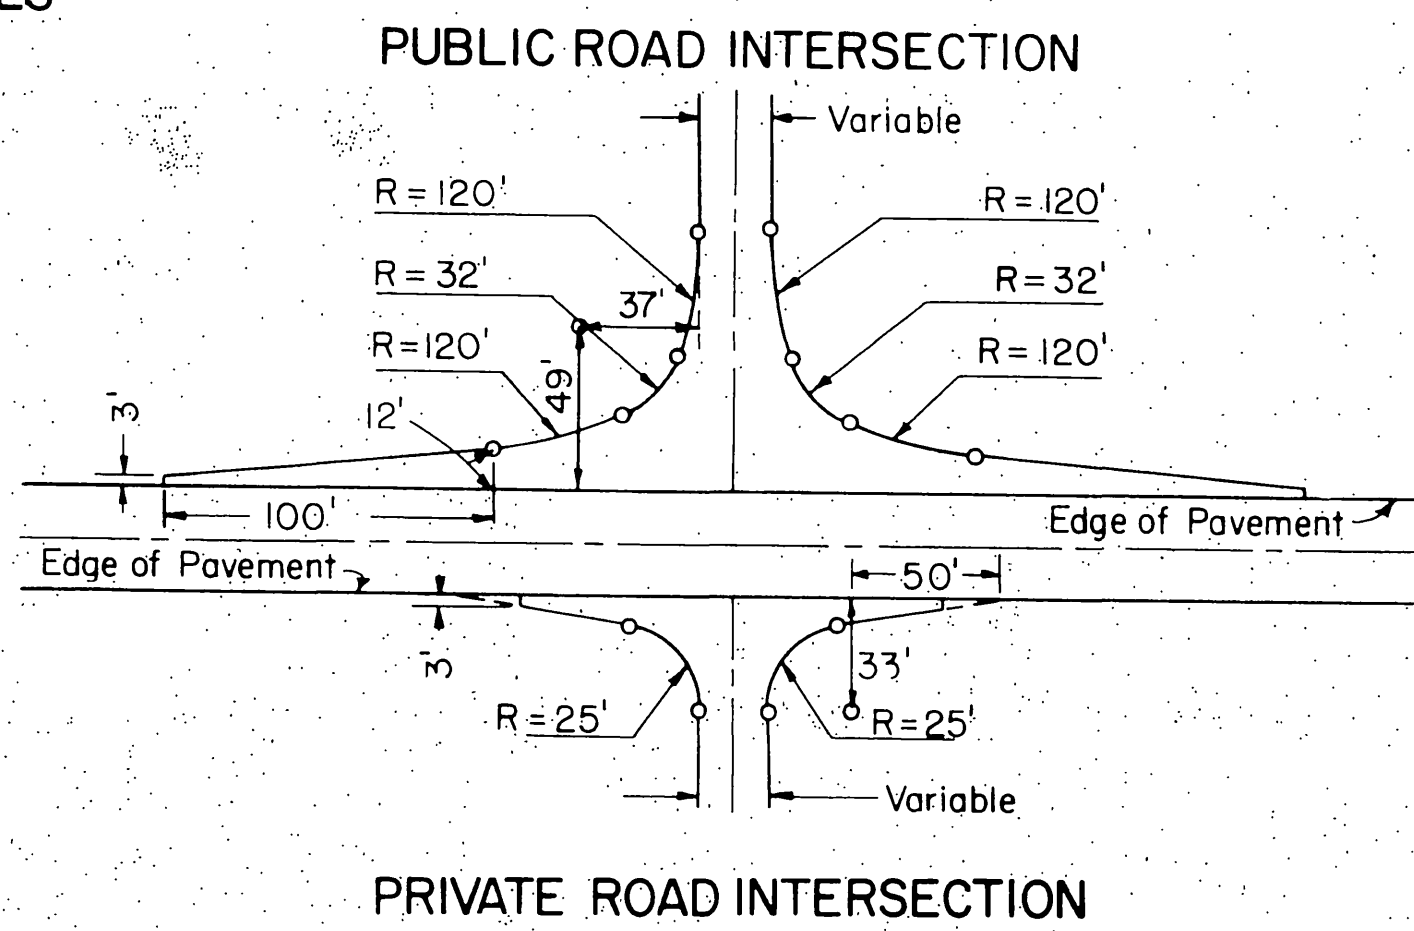 PUBLIC ROAD INTERSECTION
Variable
R = 120'
R = 120'
R = 32'
R = 32'
37'
R = 120'
R = 120'
49'
3'
12'
100'
Edge of Pavement
Edge of Pavement
50'
3'
33'
R = 25'
R = 25'
Variable
PRIVATE ROAD INTERSECTION